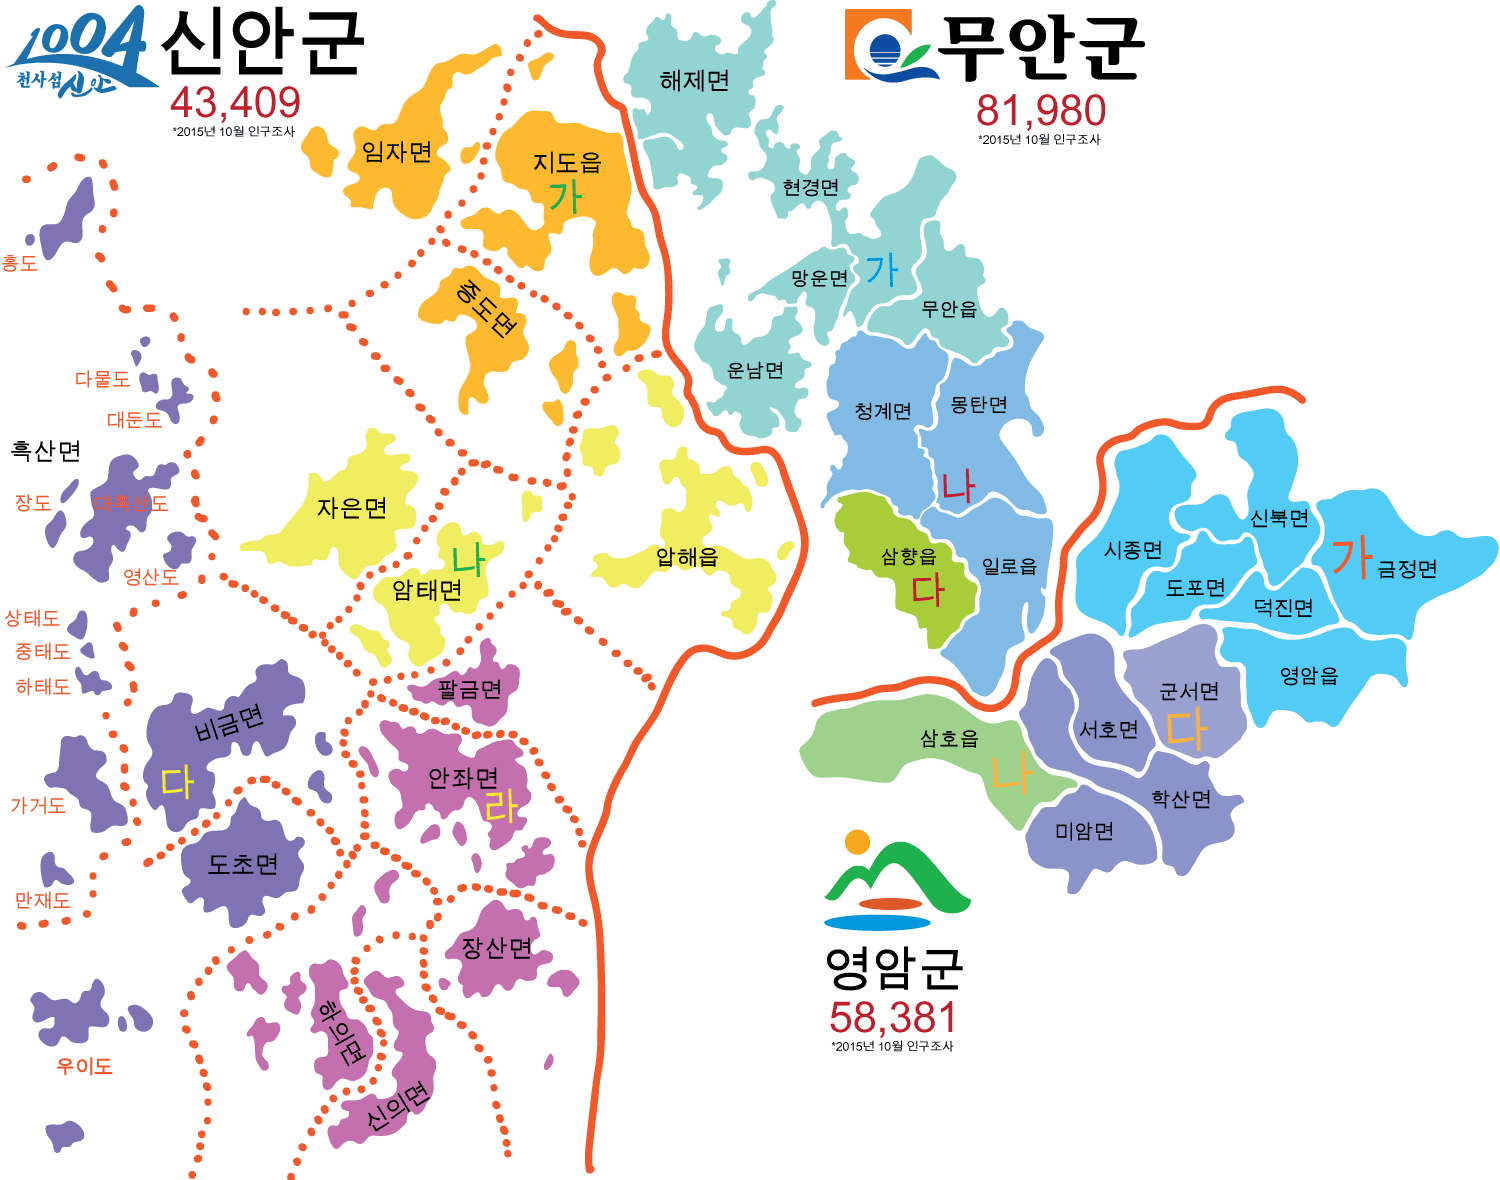 1004
천사섬
신안
신안군
43,409
*2015년 10월 인구조사
무안군
81,980
*2015년 10월 인구조사
임자면
지도읍
가
증도면
해제면
현경면
망운면
가
무안읍
운남면
청계면
몽탄면
나
삼향읍
다
일로읍
홍도
다물도
대둔도
흑산면
장도
대흑산도
영산도
상태도
중태도
하태도
가거도
만재도
우이도
자은면
암태면
나
압해읍
비금면
다
도초면
팔금면
안좌면
라
장산면
하의면
신의면
시종면
신북면
가
금정면
도포면
덕진면
영암읍
군서면
다
서호면
학산면
미암면
삼호읍
나
영암군
58,381
*2015년 10월 인구조사